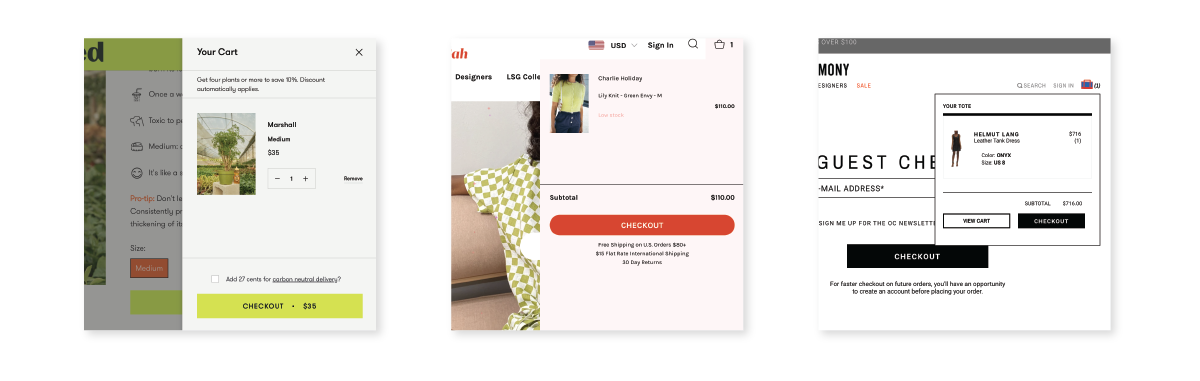 ed
Your Cart
Get four plants or more to save 10%. Discount
automatically applies.
Once a we
Toxic to pe
Medium: c
It's like a s
Pro-tip: Don't le
Consistently pr
thickening of its
Size:
Medium
Marshall
Medium
$35
− 1 +
Remove
Add 27 cents for carbon neutral delivery?
CHECKOUT • $35
ah
USD
Sign In
1
Designers
LSG Colle
Charlie Holiday
Lily Knit - Green Envy - M
$110.00
Low stock
Subtotal
$110.00
CHECKOUT
Free Shipping on U.S. Orders $80+
$15 Flat Rate International Shipping
30 Day Returns
OVER $100
MONY
ESIGNERS
SALE
SEARCH
SIGN IN
(1)
YOUR TOTE
HELMUT LANG
$716
Leather Tank Dress
(1)
Color: ONYX
Size: US 8
SUBTOTAL
$716.00
VIEW CART
CHECKOUT
GUEST CHE
-MAIL ADDRESS*
SIGN ME UP FOR THE OC NEWSLETTE
CHECKOUT
For faster checkout on future orders, you'll have an opportunity
to create an account before placing your order.